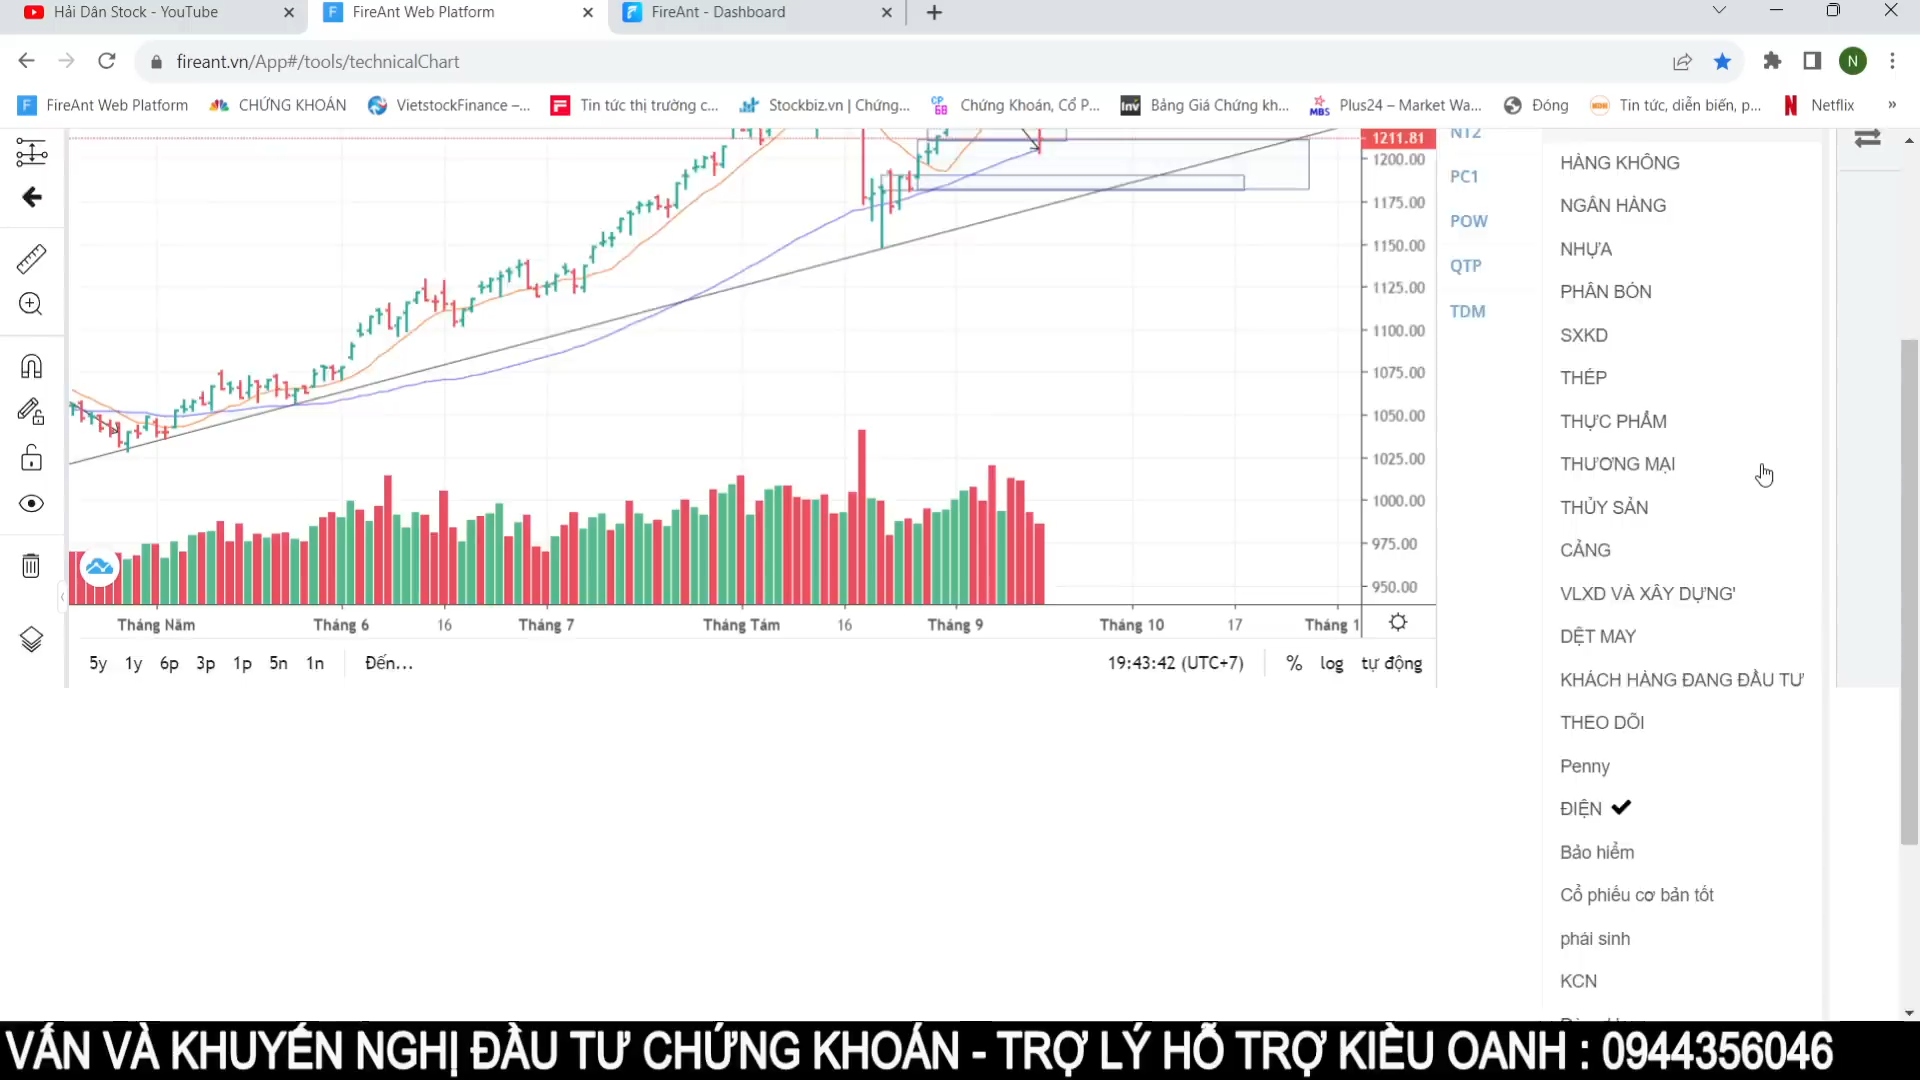 Hải Dân Stock - YouTube
FireAnt Web Platform
FireAnt - Dashboard
fireant.vn/App#/tools/technicalChart
N
FireAnt Web Platform
CHỨNG KHOÁN
VietstockFinance –...
Tin tức thị trường c...
Stockbiz.vn | Chứng...
Chứng Khoán, Cổ P...
Bảng Giá Chứng kh...
Plus24 – Market Wa...
Đóng
Tin tức, diễn biến, p...
Netflix
»
1211.81
1200.00
1175.00
1150.00
1125.00
1100.00
1075.00
1050.00
1025.00
1000.00
975.00
950.00
NT2
PC1
POW
QTP
TDM
HÀNG KHÔNG
NGÂN HÀNG
NHỰA
PHÂN BÓN
SXKD
THÉP
THỰC PHẨM
THƯƠNG MẠI
THỦY SẢN
CẢNG
VLXD VÀ XÂY DỰNG'
DỆT MAY
KHÁCH HÀNG ĐANG ĐẦU TƯ
THEO DÕI
Penny
ĐIỆN
Bảo hiểm
Cổ phiếu cơ bản tốt
phái sinh
KCN
Tháng Năm
Tháng 6
16
Tháng 7
Tháng Tám
16
Tháng 9
Tháng 10
17
Tháng 1
5y 1y 6p 3p 1p 5n 1n
Đến...
19:43:42 (UTC+7)
% log tự động
VẤN VÀ KHUYẾN NGHỊ ĐẦU TƯ CHỨNG KHOÁN - TRỢ LÝ HỖ TRỢ KIỀU OANH : 0944356046